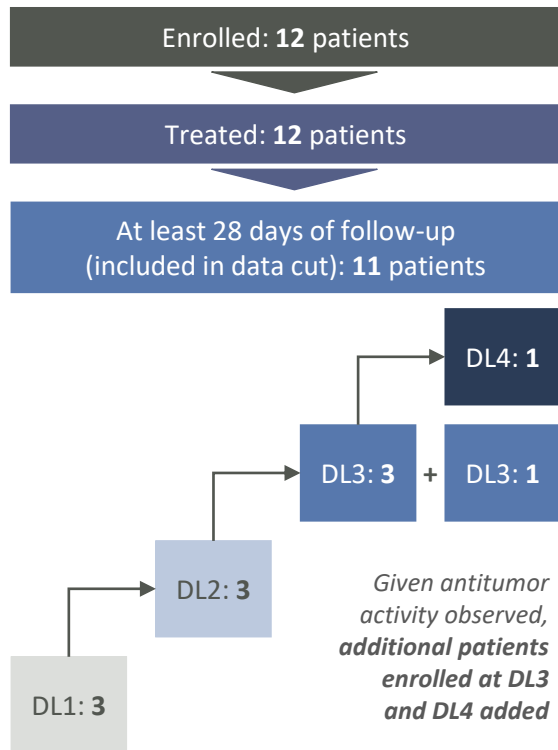 Enrolled: 12 patients
Treated: 12 patients
At least 28 days of follow-up
(included in data cut): 11 patients
DL4: 1
DL3: 3 + DL3: 1
DL2: 3
Given antitumor
activity observed,
additional patients
enrolled at DL3
and DL4 added
DL1: 3